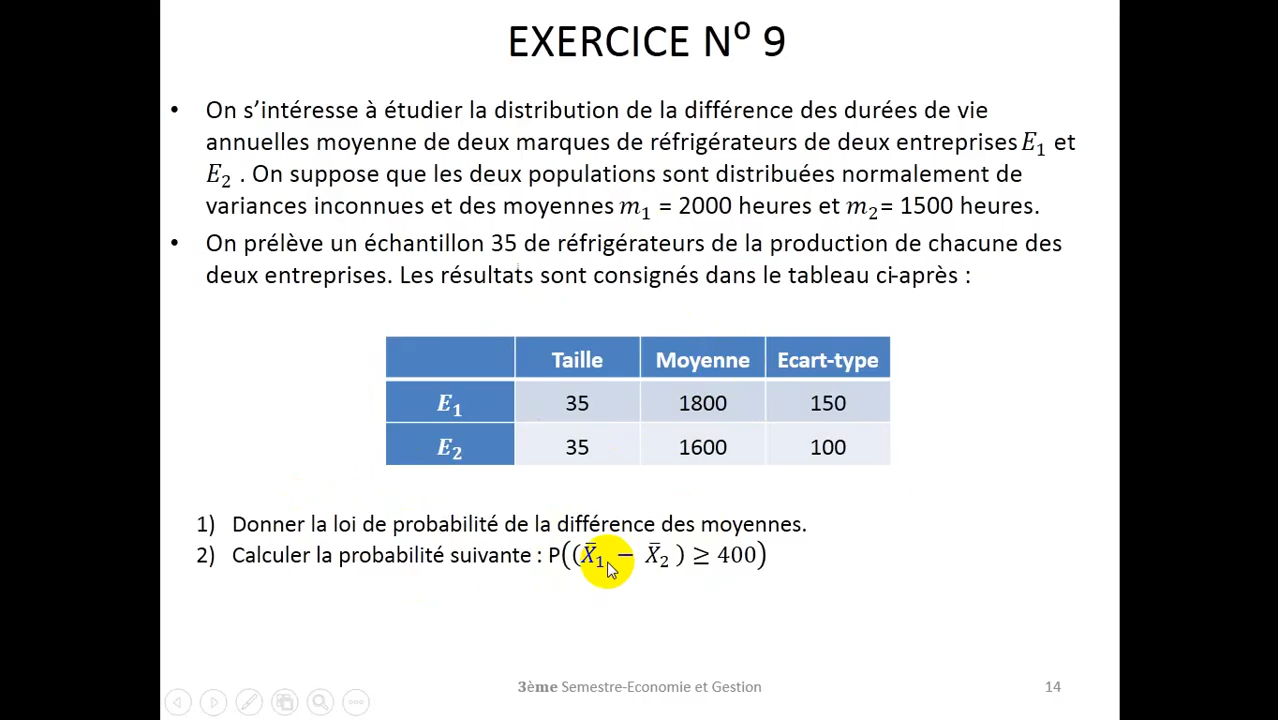 EXERCICE Nº 9
• On s’intéresse à étudier la distribution de la différence des durées de vie
annuelles moyenne de deux marques de réfrigérateurs de deux entreprises E₁ et
E₂ . On suppose que les deux populations sont distribuées normalement de
variances inconnues et des moyennes m₁ = 2000 heures et m₂= 1500 heures.
• On prélève un échantillon 35 de réfrigérateurs de la production de chacune des
deux entreprises. Les résultats sont consignés dans le tableau ci-après :
Taille Moyenne Ecart-type
E₁ 35 1800 150
E₂ 35 1600 100
1) Donner la loi de probabilité de la différence des moyennes.
2) Calculer la probabilité suivante : P((X̄₁ − X̄₂ ) ≥ 400)
3ème Semestre-Economie et Gestion 14